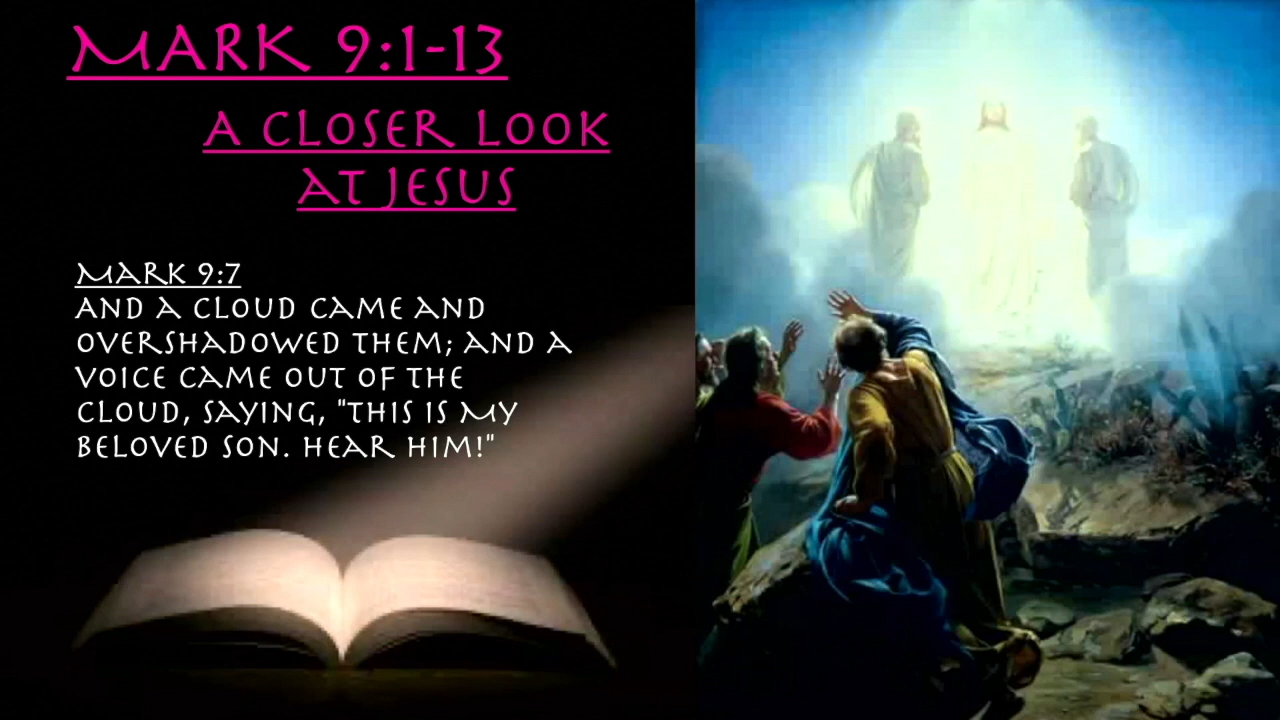 MARK 9:1-13
A CLOSER LOOK
AT JESUS
MARK 9:7
AND A CLOUD CAME AND
OVERSHADOWED THEM; AND A
VOICE CAME OUT OF THE
CLOUD, SAYING, "THIS IS MY
BELOVED SON. HEAR HIM!"